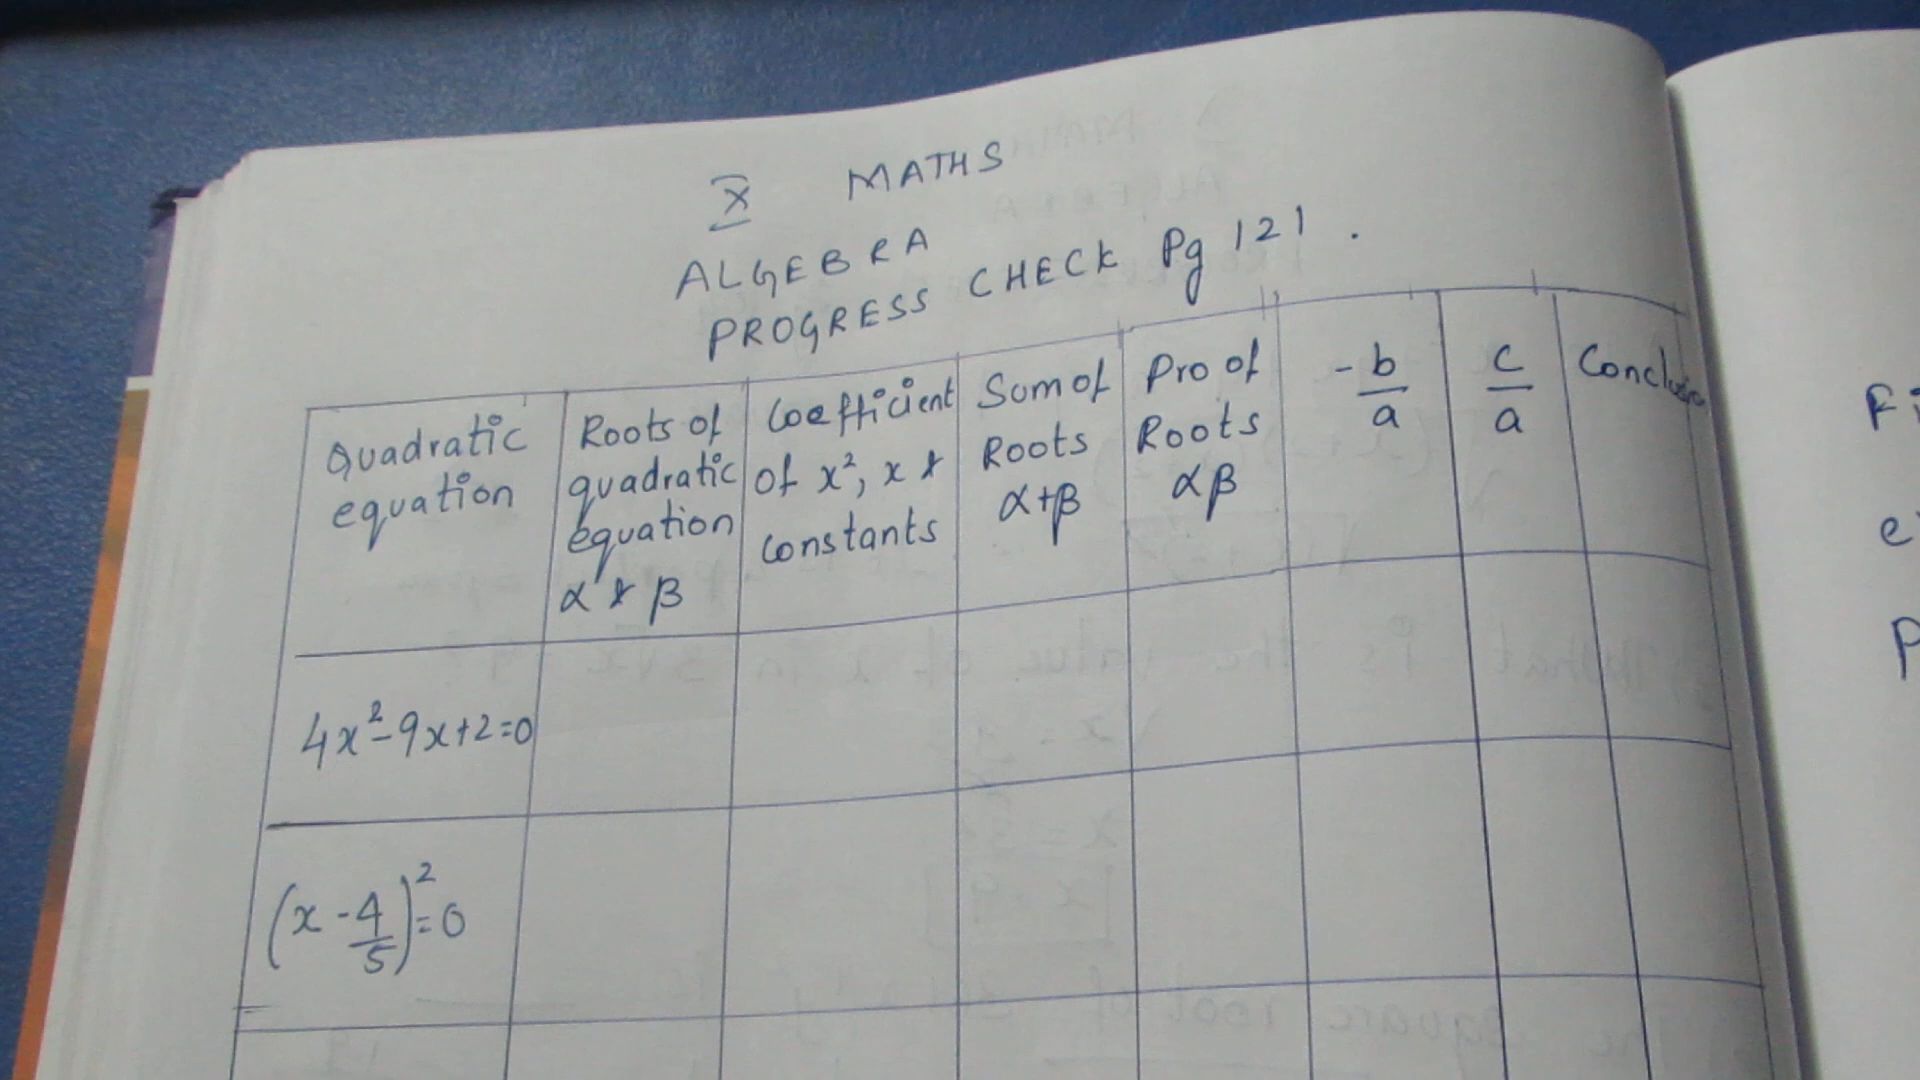 X MATHS
ALGEBRA
PROGRESS CHECK Pg 121.
Quadratic
equation
Roots of
quadratic
equation
α & β
Coefficient
of x², x &
constants
Sum of
Roots
α+β
Pro of
Roots
αβ
-b/a
c/a
4x²-9x+2=0
(x - 4/5)²=0